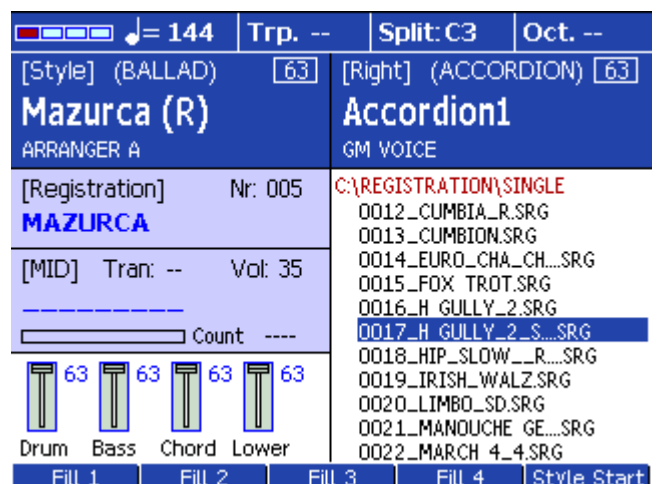 = 144
Trp. --
Split: C3
Oct. --
[Style] (BALLAD) 63
Mazurca (R)
ARRANGER A
[Right] (ACCORDION) 63
Accordion1
GM VOICE
[Registration] Nr: 005
MAZURCA
[MID] Tran: -- Vol: 35
----------
Count ----
63 63 63 63
Drum Bass Chord Lower
C:\REGISTRATION\SINGLE
0012_CUMBIA_R.SRG
0013_CUMBION.SRG
0014_EURO_CHA_CH...SRG
0015_FOX TROT.SRG
0016_H GULLY_2.SRG
0017_H GULLY_2_S....SRG
0018_HIP_SLOW__R....SRG
0019_IRISH_WALZ.SRG
0020_LIMBO_SD.SRG
0021_MANOUCHE GE...SRG
0022_MARCH 4_4.SRG
Fill 1 Fill 2 Fill 3 Fill 4 Style Start